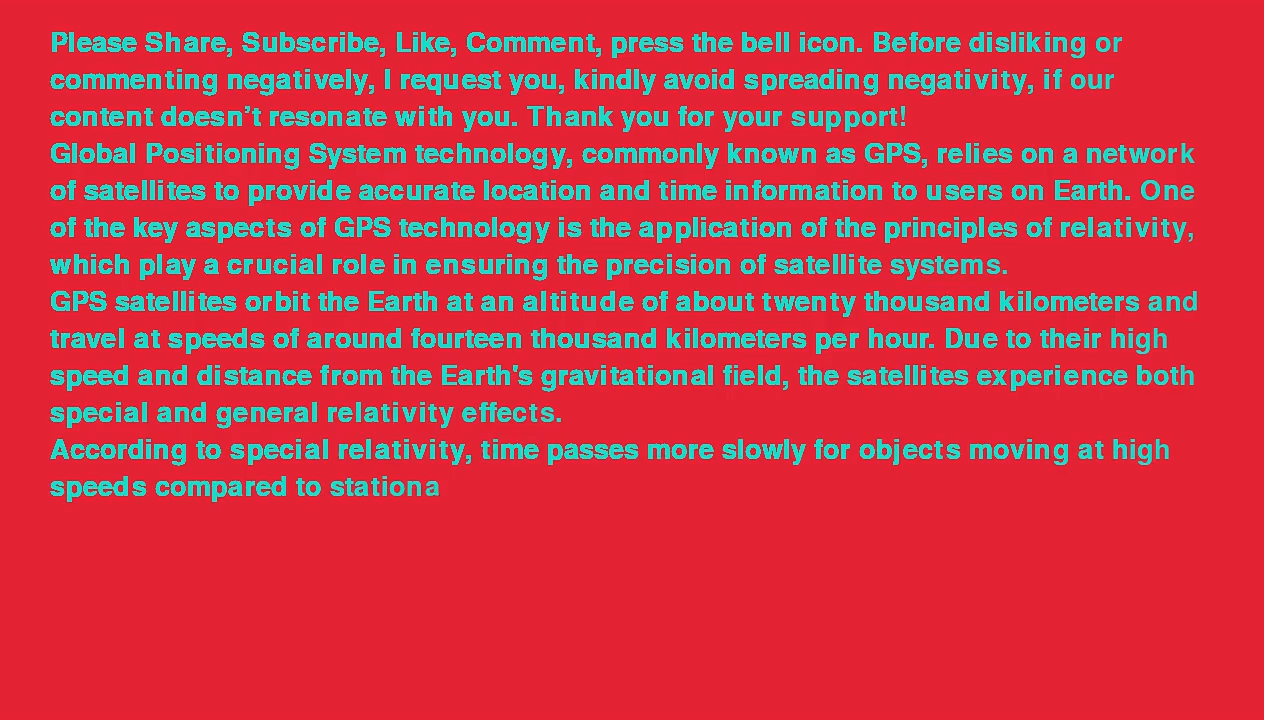 Please Share, Subscribe, Like, Comment, press the bell icon. Before disliking or
commenting negatively, I request you, kindly avoid spreading negativity, if our
content doesn’t resonate with you. Thank you for your support!
Global Positioning System technology, commonly known as GPS, relies on a network
of satellites to provide accurate location and time information to users on Earth. One
of the key aspects of GPS technology is the application of the principles of relativity,
which play a crucial role in ensuring the precision of satellite systems.
GPS satellites orbit the Earth at an altitude of about twenty thousand kilometers and
travel at speeds of around fourteen thousand kilometers per hour. Due to their high
speed and distance from the Earth's gravitational field, the satellites experience both
special and general relativity effects.
According to special relativity, time passes more slowly for objects moving at high
speeds compared to stationa